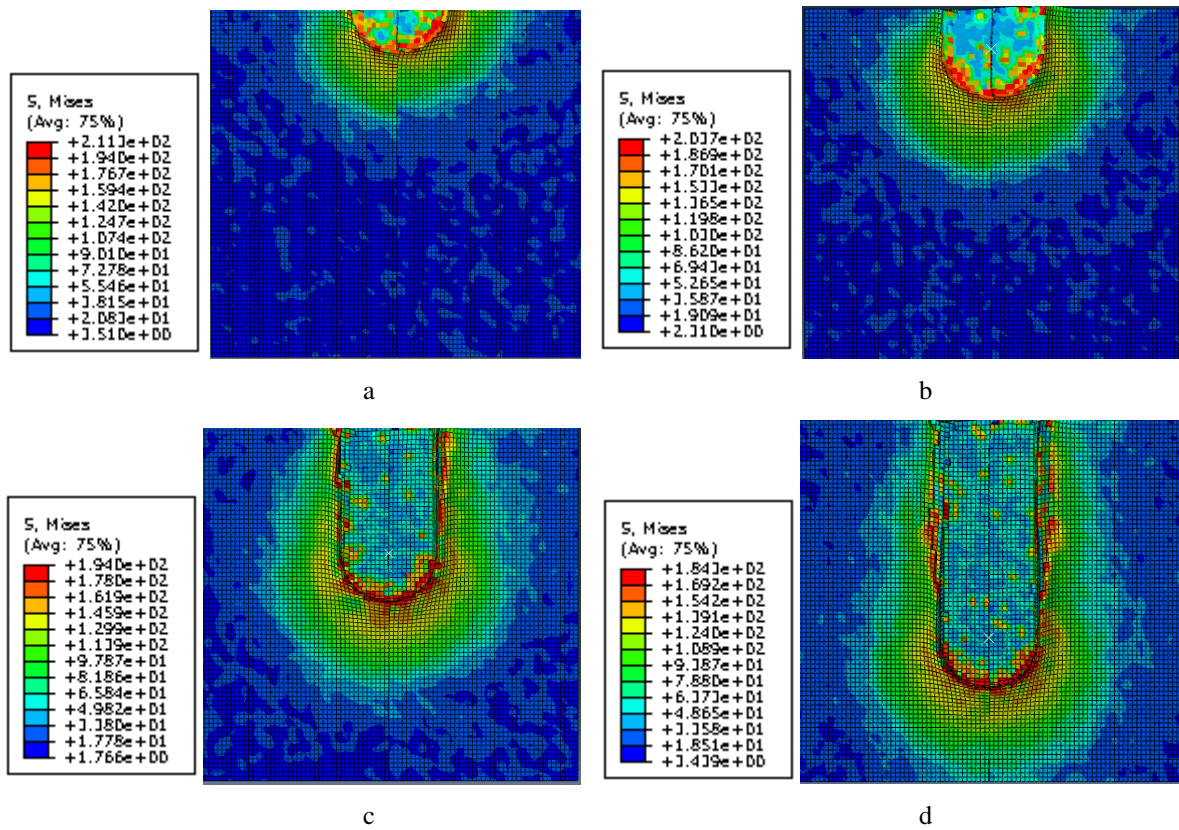 S, Mises
(Avg: 75%)
+2.113e+02
+1.940e+02
+1.767e+02
+1.594e+02
+1.420e+02
+1.247e+02
+1.074e+02
+9.010e+01
+7.278e+01
+5.546e+01
+3.815e+01
+2.083e+01
+3.510e+00
a
S, Mises
(Avg: 75%)
+2.037e+02
+1.869e+02
+1.701e+02
+1.533e+02
+1.365e+02
+1.198e+02
+1.030e+02
+8.620e+01
+6.943e+01
+5.265e+01
+3.587e+01
+1.909e+01
+2.310e+00
b
S, Mises
(Avg: 75%)
+1.940e+02
+1.780e+02
+1.619e+02
+1.459e+02
+1.299e+02
+1.139e+02
+9.787e+01
+8.186e+01
+6.584e+01
+4.982e+01
+3.380e+01
+1.778e+01
+1.766e+00
c
S, Mises
(Avg: 75%)
+1.843e+02
+1.692e+02
+1.542e+02
+1.391e+02
+1.240e+02
+1.089e+02
+9.387e+01
+7.880e+01
+6.373e+01
+4.865e+01
+3.358e+01
+1.851e+01
+3.439e+00
d